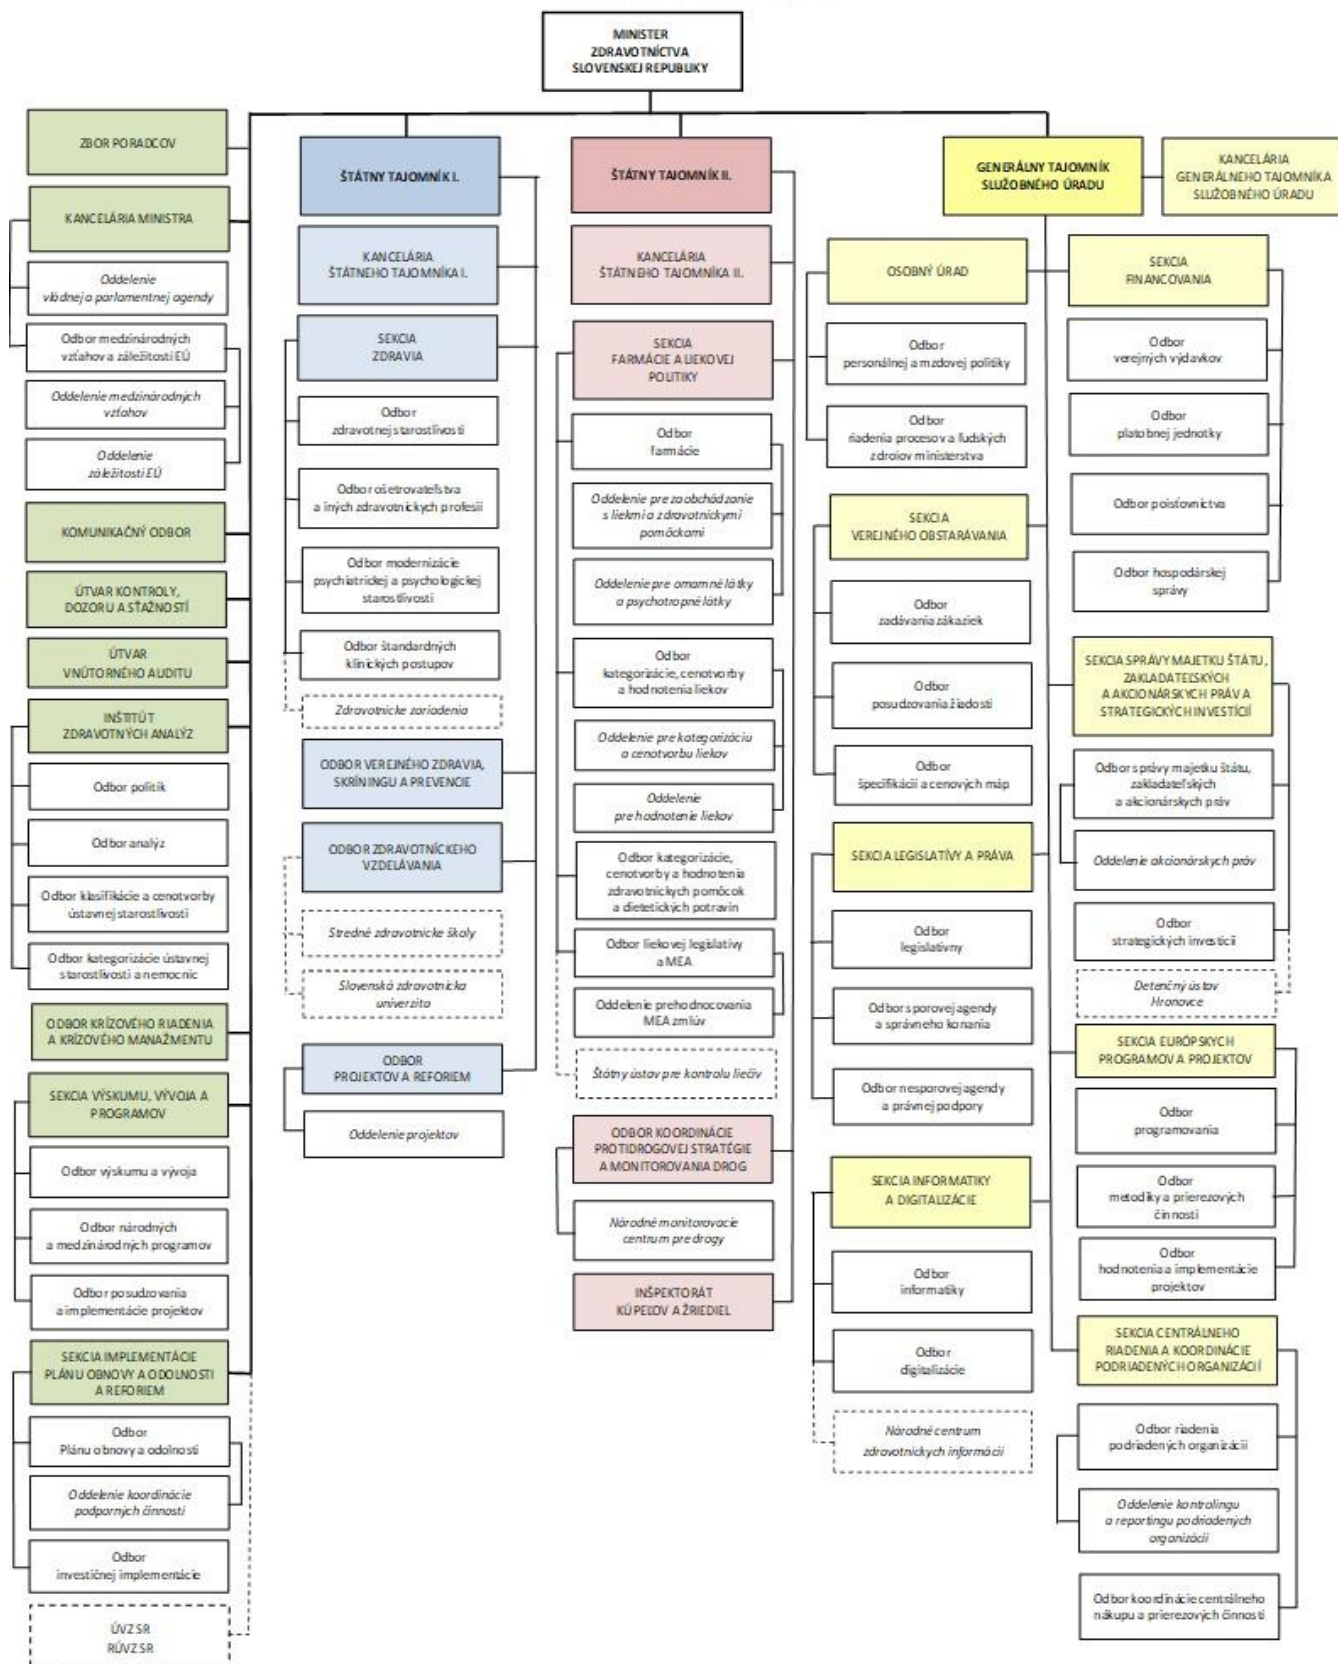 MINISTER
ZDRAVOTNÍCTVA
SLOVENSKEJ REPUBLIKY
ZBOR PORADCOV
KANCELÁRIA MINISTRA
Oddelenie
vládnej a parlamentnej agendy
Odbor medzinárodných
vzťahov a záležitostí EÚ
Oddelenie medzinárodných
vzťahov
Oddelenie
záležitostí EÚ
KOMUNIKAČNÝ ODBOR
ÚTVAR KONTROLY,
DOZORU A SŤAŽNOSTÍ
ÚTVAR
VNÚTORNÉHO AUDITU
INŠTITÚT
ZDRAVOTNÝCH ANALÝZ
Odbor politík
Odbor analýz
Odbor klasifikácie a cenotvorby
ústavnej starostlivosti
Odbor kategorizácie ústavnej
starostlivosti a nemocníc
ODBOR KRÍZOVÉHO RIADENIA
A KRÍZOVÉHO MANAŽMENTU
SEKCIA VÝSKUMU, VÝVOJA A
PROGRAMOV
Odbor výskumu a vývoja
Odbor národných
a medzinárodných programov
Odbor posudzovania
a implementácie projektov
SEKCIA IMPLEMENTÁCIE
PLÁNU OBNOVY A ODOLNOSTI
A REFORIEM
Odbor
Plánu obnovy a odolnosti
Oddelenie koordinácie
podporných činností
Odbor
investičnej implementácie
ÚVZ SR
RÚVZ SR
ŠTÁTNY TAJOMNÍK I.
KANCELÁRIA
ŠTÁTNEHO TAJOMNÍKA I.
SEKCIA
ZDRAVIA
Odbor
zdravotnej starostlivosti
Odbor ošetrovateľstva
a iných zdravotníckych profesií
Odbor modernizácie
psychiatrickej a psychologickej
starostlivosti
Odbor štandardných
klinických postupov
Zdravotnícke zariadenia
ODBOR VEREJNÉHO ZDRAVIA,
SKRÍNINGU A PREVENCIE
ODBOR ZDRAVOTNÍCKEHO
VZDELÁVANIA
Stredné zdravotnícke školy
Slovenská zdravotnícka
univerzita
ODBOR
PROJEKTOV A REFORIEM
Oddelenie projektov
ŠTÁTNY TAJOMNÍK II.
KANCELÁRIA
ŠTÁTNEHO TAJOMNÍKA II.
SEKCIA
FARMÁCIE A LIEKOVEJ
POLITIKY
Odbor
farmácie
Oddelenie pre zaobchádzanie
s liekmi a zdravotníckymi
pomôckami
Oddelenie pre omamné látky
a psychotropné látky
Odbor
kategorizácie, cenotvorby
a hodnotenia liekov
Oddelenie pre kategorizáciu
a cenotvorbu liekov
Oddelenie
pre hodnotenie liekov
Odbor kategorizácie,
cenotvorby a hodnotenia
zdravotníckych pomôcok
a dietetických potravín
Odbor liekovej legislatívy
a MEA
Oddelenie prehodnocovania
MEA zmlúv
Štátny ústav pre kontrolu liečiv
ODBOR KOORDINÁCIE
PROTIDROGOVEJ STRATÉGIE
A MONITOROVANIA DROG
Národné monitorovacie
centrum pre drogy
INŠPEKTORÁT
KÚPEĽOV A ŽRIEDIEL
GENERÁLNY TAJOMNÍK
SLUŽOBNÉHO ÚRADU
KANCELÁRIA
GENERÁLNEHO TAJOMNÍKA
SLUŽOBNÉHO ÚRADU
OSOBNÝ ÚRAD
Odbor
personálnej a mzdovej politiky
Odbor
riadenia procesov a ľudských
zdrojov ministerstva
SEKCIA
VEREJNÉHO OBSTARÁVANIA
Odbor
zadávania zákaziek
Odbor
posudzovania žiadostí
Odbor
špecifikácií a cenových máp
SEKCIA LEGISLATÍVY A PRÁVA
Odbor
legislatívny
Odbor sporovej agendy
a správneho konania
Odbor nesporovej agendy
a právnej podpory
SEKCIA INFORMATIKY
A DIGITALIZÁCIE
Odbor
informatiky
Odbor
digitalizácie
Národné centrum
zdravotníckych informácií
SEKCIA
FINANCOVANIA
Odbor
verejných výdavkov
Odbor
platobnej jednotky
Odbor poisťovníctva
Odbor hospodárskej
správy
SEKCIA SPRÁVY MAJETKU ŠTÁTU,
ZAKLADATEĽSKÝCH
A AKCIONÁRSKYCH PRÁV A
STRATEGICKÝCH INVESTÍCIÍ
Odbor správy majetku štátu,
zakladateľských
a akcionárskych práv
Oddelenie akcionárskych práv
Odbor
strategických investícií
Detenčný ústav
Hronovce
SEKCIA EURÓPSKYCH
PROGRAMOV A PROJEKTOV
Odbor
programovania
Odbor
metodiky a prierezových
činností
Odbor
hodnotenia a implementácie
projektov
SEKCIA CENTRÁLNEHO
RIADENIA A KOORDINÁCIE
PODRIADENÝCH ORGANIZÁCIÍ
Odbor riadenia
podriadených organizácií
Oddelenie kontrolingu
a reportingu podriadených
organizácií
Odbor koordinácie centrálneho
nákupu a prierezových činností